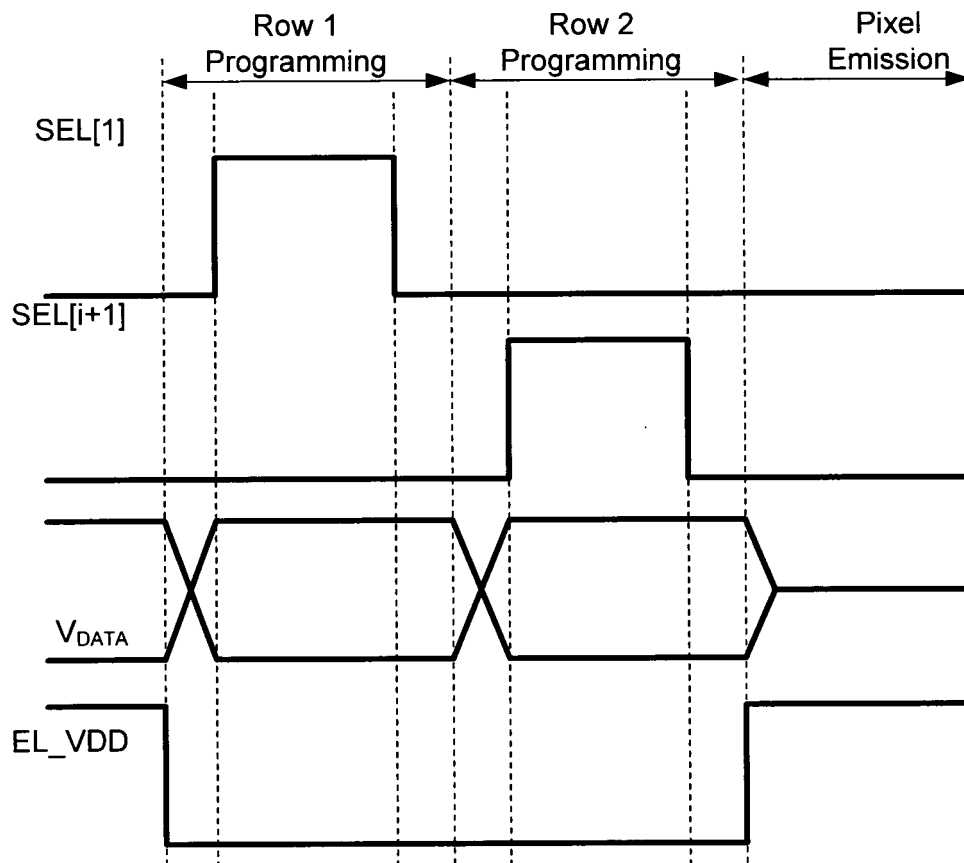 Row 1
Programming
Row 2
Programming
Pixel
Emission
SEL[1]
SEL[i+1]
VDATA
EL_VDD